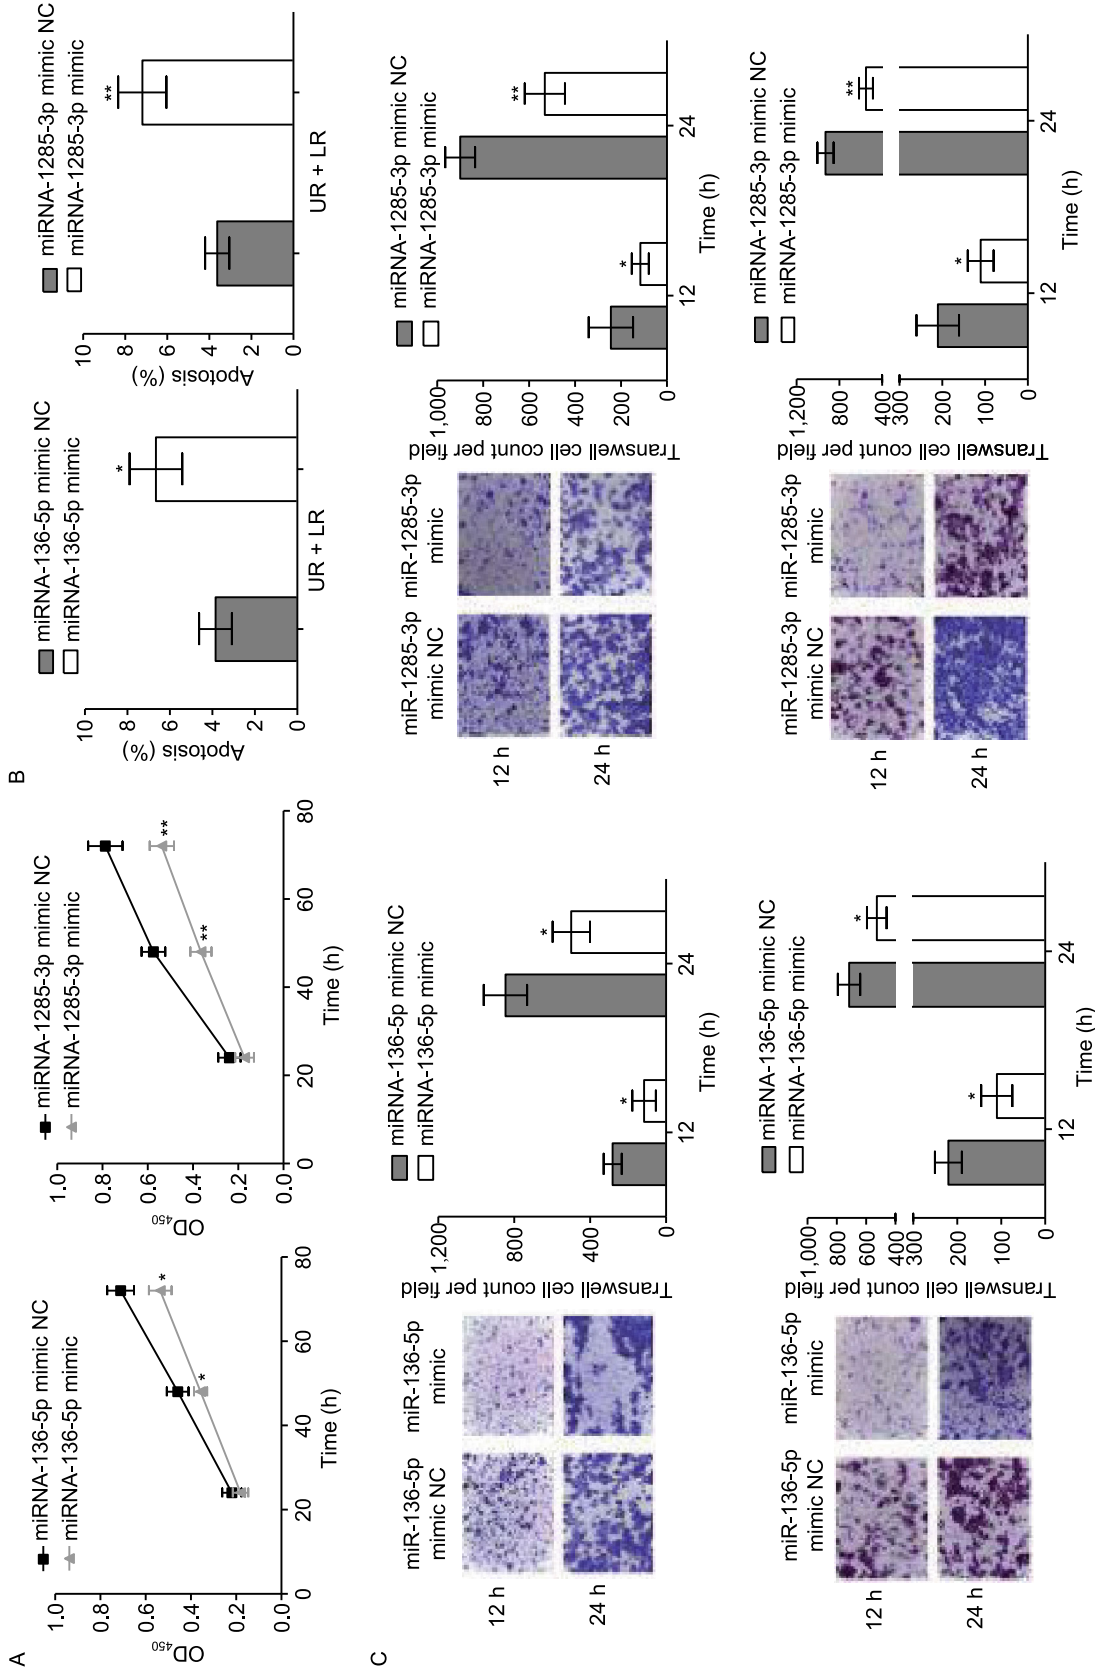 A
miRNA-136-5p mimic NC
miRNA-136-5p mimic
OD450
1.0
0.8
0.6
0.4
0.2
0.0
*
*
0 20 40 60 80
Time (h)
miRNA-1285-3p mimic NC
miRNA-1285-3p mimic
OD450
1.0
0.8
0.6
0.4
0.2
0.0
**
**
0 20 40 60 80
Time (h)
B
miRNA-136-5p mimic NC
miRNA-136-5p mimic
Apotosis (%)
10
8
6
4
2
0
*
UR + LR
miRNA-1285-3p mimic NC
miRNA-1285-3p mimic
Apotosis (%)
10
8
6
4
2
0
**
UR + LR
C
miR-136-5p
mimic NC
miR-136-5p
mimic
12 h
24 h
miRNA-136-5p mimic NC
miRNA-136-5p mimic
Transwell cell count per field
1,200
800
400
0
*
*
12 24
Time (h)
miR-1285-3p
mimic NC
miR-1285-3p
mimic
12 h
24 h
miRNA-1285-3p mimic NC
miRNA-1285-3p mimic
Transwell cell count per field
1,000
800
600
400
200
0
*
**
12 24
Time (h)
miR-136-5p
mimic NC
miR-136-5p
mimic
12 h
24 h
miRNA-136-5p mimic NC
miRNA-136-5p mimic
Transwell cell count per field
1,000
800
600
400
300
200
100
0
*
*
12 24
Time (h)
miR-1285-3p
mimic NC
miR-1285-3p
mimic
12 h
24 h
miRNA-1285-3p mimic NC
miRNA-1285-3p mimic
Transwell cell count per field
1,200
800
400
300
200
100
0
*
**
12 24
Time (h)